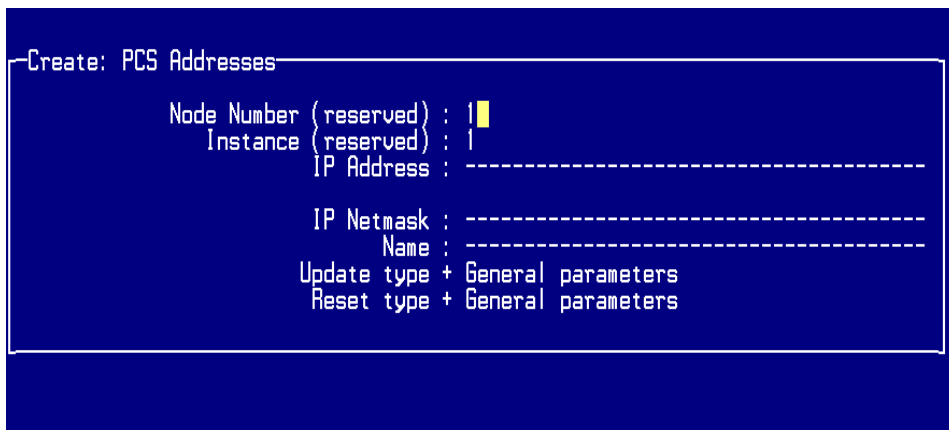 Create: PCS Addresses
Node Number (reserved) : 1
Instance (reserved) : 1
IP Address : ---------------------------------------
IP Netmask : ---------------------------------------
Name : ---------------------------------------
Update type + General parameters
Reset type + General parameters